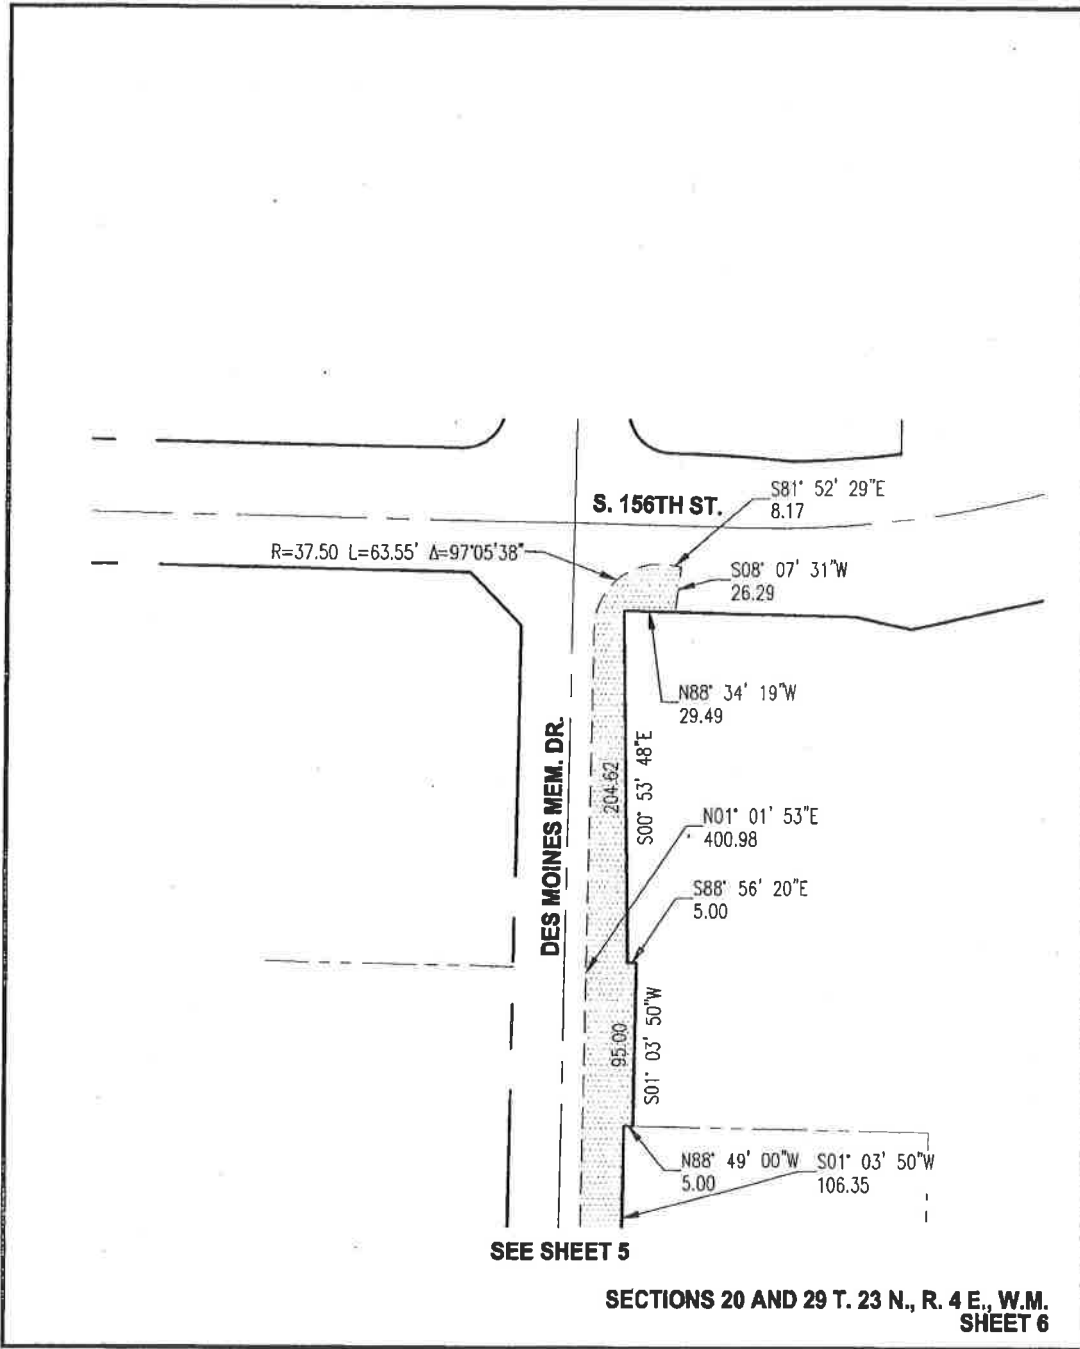 S. 156TH ST.
S81° 52' 29"E
8.17
R=37.50 L=63.55' Δ=97°05'38"
S08° 07' 31"W
26.29
N88° 34' 19"W
29.49
DES MOINES MEM. DR.
204.62
S00° 53' 48"E
N01° 01' 53"E
400.98
S88° 56' 20"E
5.00
95.00
S01° 03' 50"W
N88° 49' 00"W
5.00
S01° 03' 50"W
106.35
SEE SHEET 5
SECTIONS 20 AND 29 T. 23 N., R. 4 E., W.M.
SHEET 6